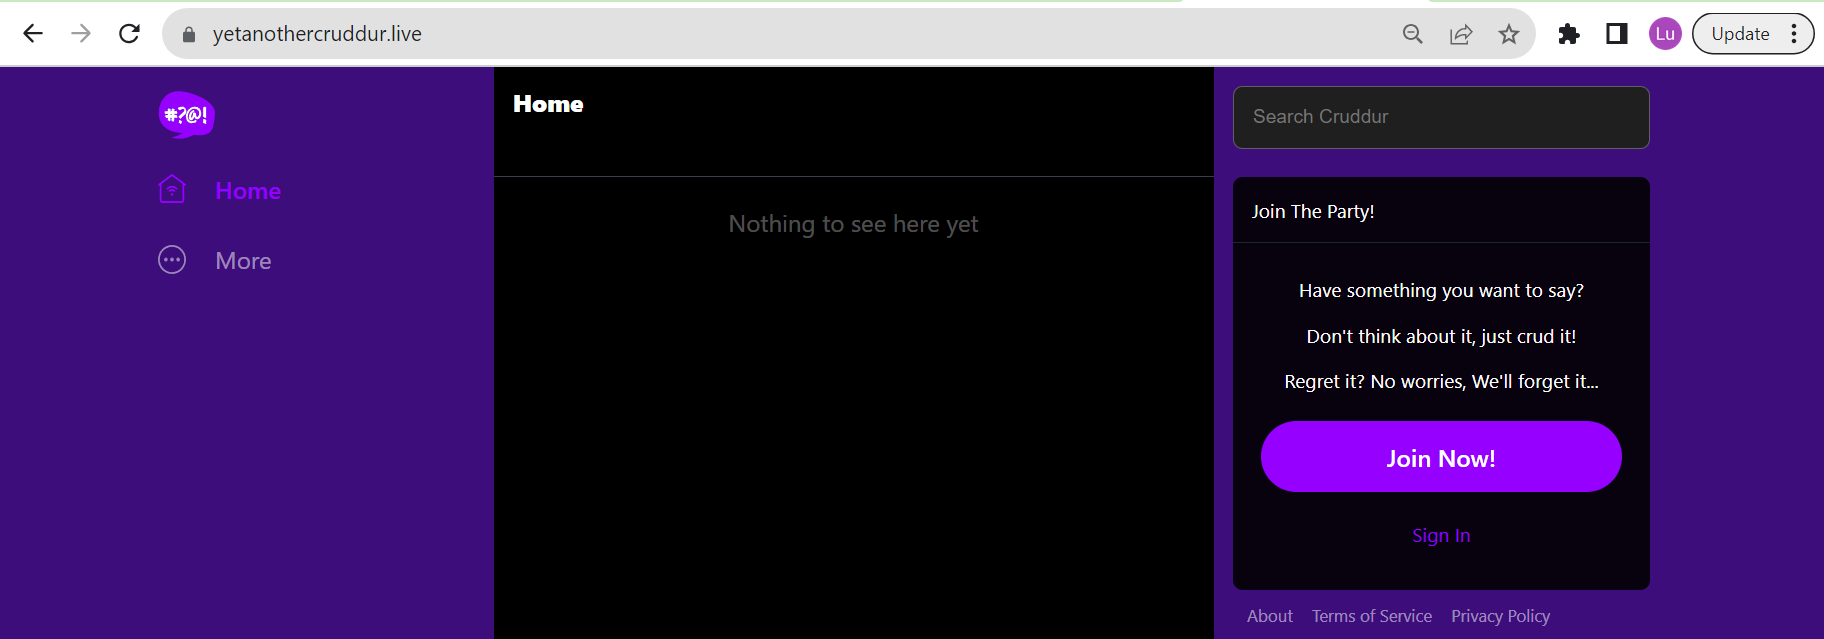 yetanothercruddur.live
Lu
Update
#?@!
Home
More
Home
Nothing to see here yet
Search Cruddur
Join The Party!
Have something you want to say?
Don't think about it, just crud it!
Regret it? No worries, We'll forget it...
Join Now!
Sign In
About Terms of Service Privacy Policy